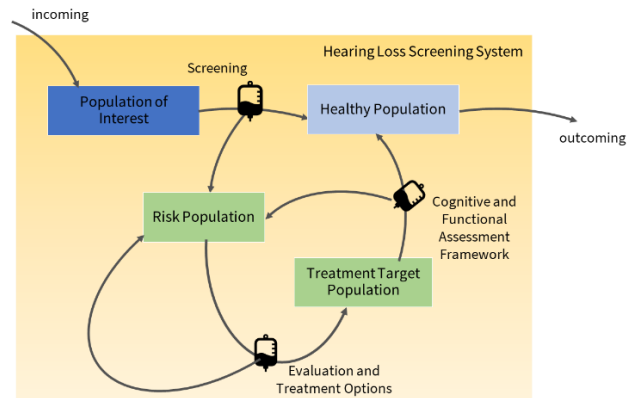 incoming
Hearing Loss Screening System
Screening
Population of
Interest
Healthy Population
outcoming
Risk Population
Cognitive and
Functional
Assessment
Framework
Treatment Target
Population
Evaluation and
Treatment Options